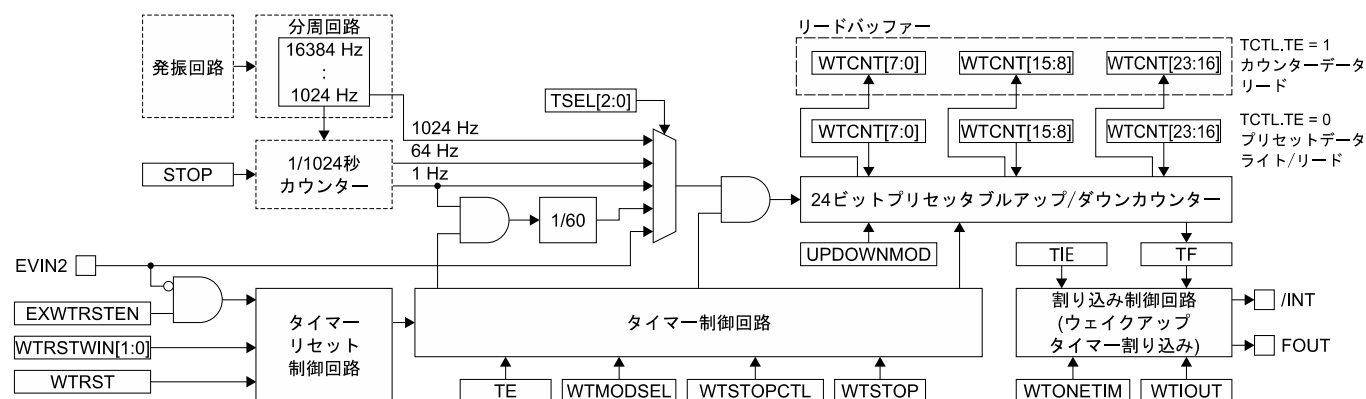 発振回路
分周回路
16384 Hz
:
1024 Hz
STOP
1/1024秒
カウンター
1024 Hz
64 Hz
1 Hz
TSEL[2:0]
1/60
リードバッファー
WTCNT[7:0]
WTCNT[15:8]
WTCNT[23:16]
TCTL.TE = 1
カウンターデータ
リード
WTCNT[7:0]
WTCNT[15:8]
WTCNT[23:16]
TCTL.TE = 0
プリセットデータ
ライト/リード
24ビットプリセッタブルアップ/ダウンカウンター
UPDOWNMOD
TIE
TF
EVIN2
EXWTRSTEN
WTRSTWIN[1:0]
WTRST
タイマー
リセット
制御回路
タイマー制御回路
TE
WTMODSEL
WTSTOPCTL
WTSTOP
割り込み制御回路
(ウェイクアップ
タイマー割り込み)
/INT
FOUT
WTONETIM
WTIOUT